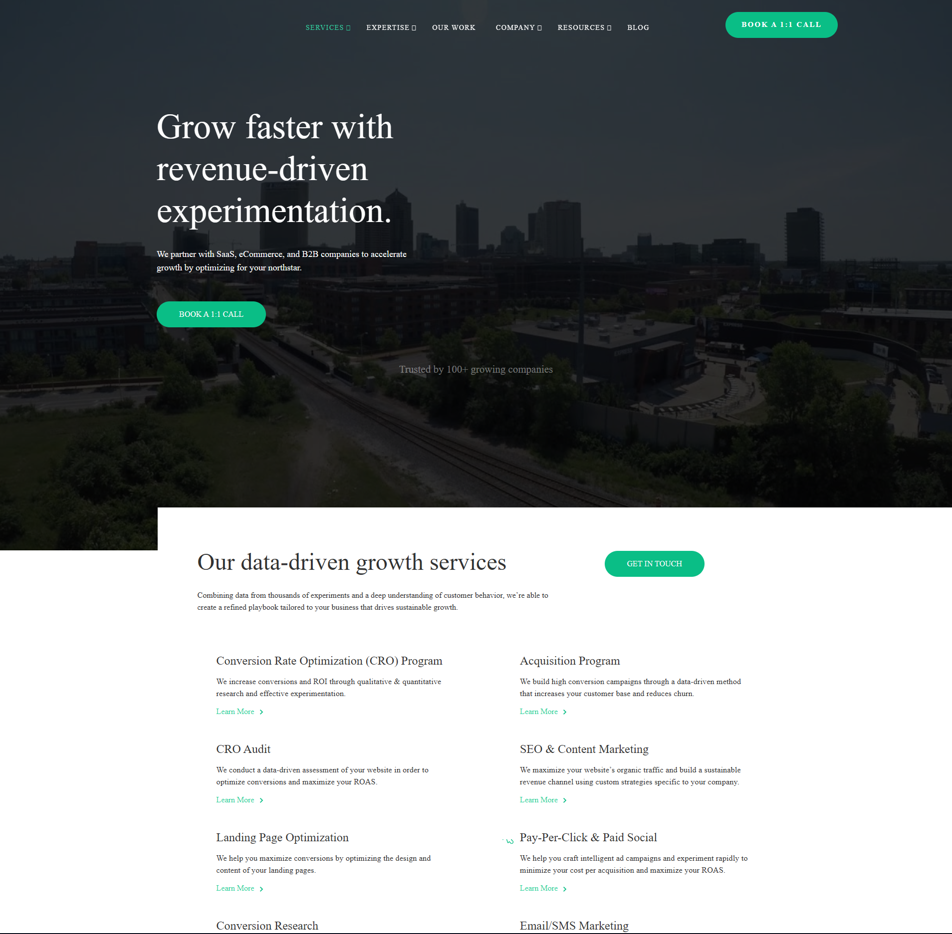 SERVICES
EXPERTISE
OUR WORK
COMPANY
RESOURCES
BLOG
BOOK A 1:1 CALL
Grow faster with
revenue-driven
experimentation.
We partner with SaaS, eCommerce, and B2B companies to accelerate
growth by optimizing for your northstar.
BOOK A 1:1 CALL
Trusted by 100+ growing companies
Our data-driven growth services
GET IN TOUCH
Combining data from thousands of experiments and a deep understanding of customer behavior, we're able to
create a refined playbook tailored to your business that drives sustainable growth.
Conversion Rate Optimization (CRO) Program
We increase conversions and ROI through qualitative & quantitative
research and effective experimentation.
Learn More
Acquisition Program
We build high conversion campaigns through a data-driven method
that increases your customer base and reduces churn.
Learn More
CRO Audit
We conduct a data-driven assessment of your website in order to
optimize conversions and maximize your ROAS.
Learn More
SEO & Content Marketing
We maximize your website's organic traffic and build a sustainable
revenue channel using custom strategies specific to your company.
Learn More
Landing Page Optimization
We help you maximize conversions by optimizing the design and
content of your landing pages.
Learn More
Pay-Per-Click & Paid Social
We help you craft intelligent ad campaigns and experiment rapidly to
minimize your cost per acquisition and maximize your ROAS.
Learn More
Conversion Research
Email/SMS Marketing